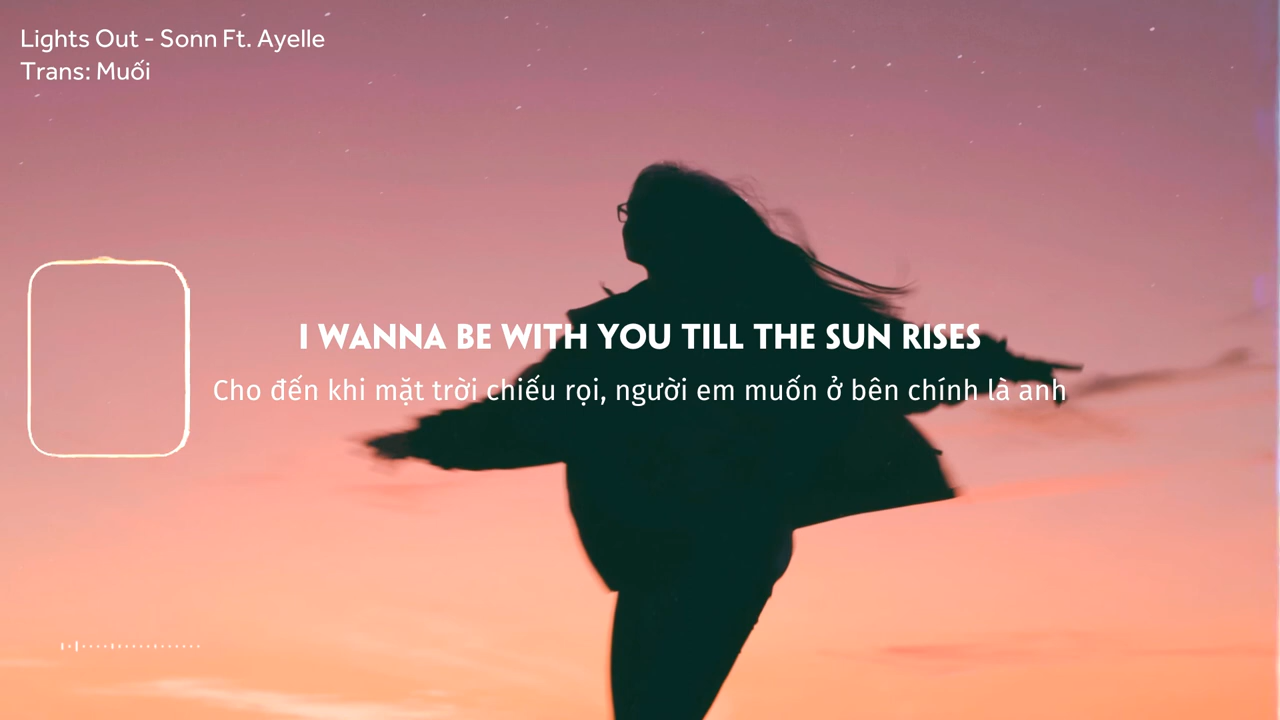 Lights Out - Sonn Ft. Ayelle
Trans: Muối
I WANNA BE WITH YOU TILL THE SUN RISES
Cho đến khi mặt trời chiếu rọi, người em muốn ở bên chính là anh